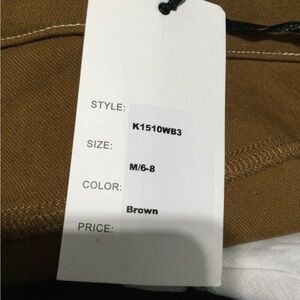 STYLE:
K1510WB3
SIZE:
M/6-8
COLOR:
Brown
PRICE: